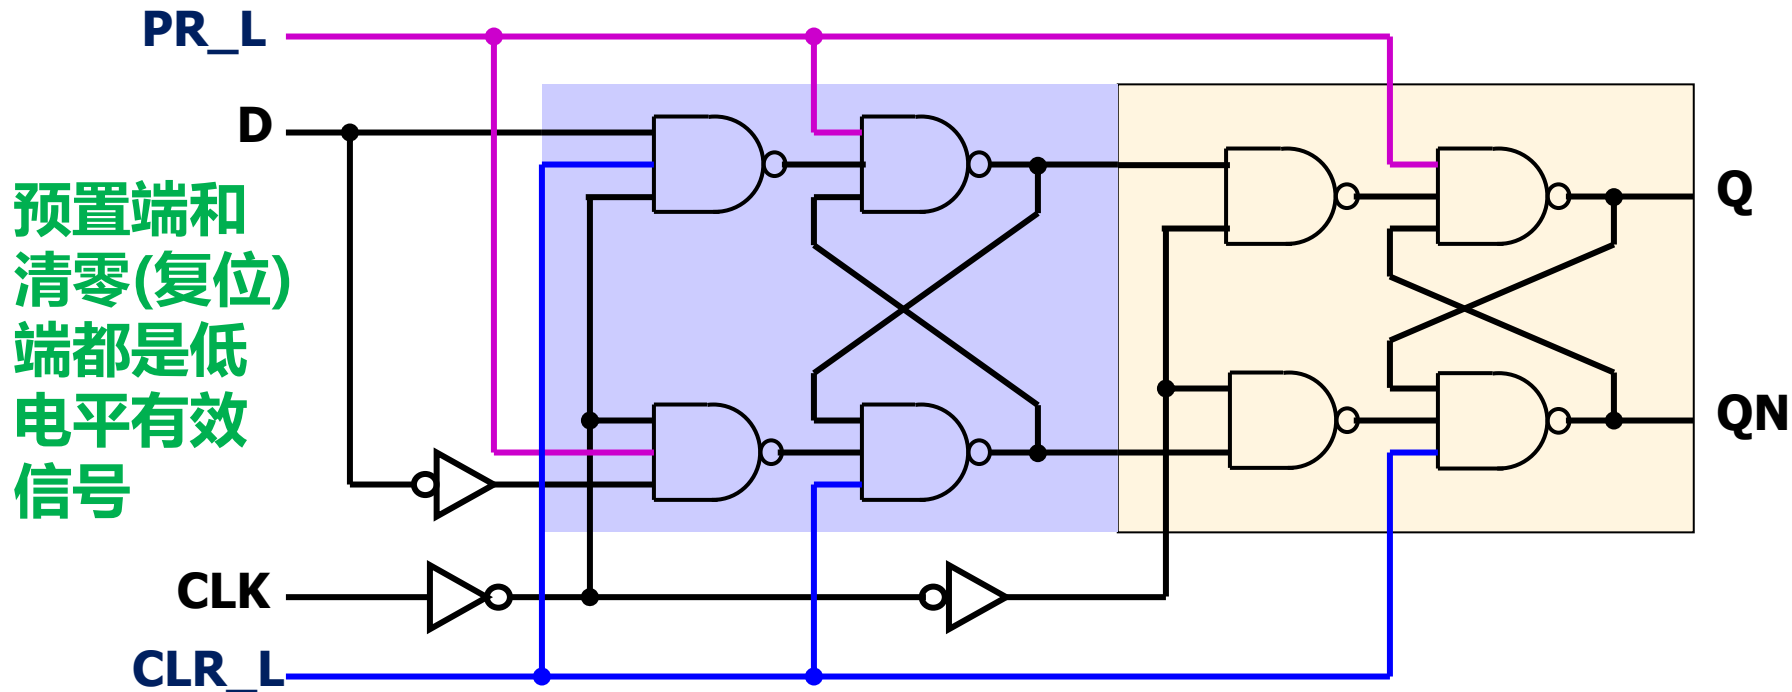 PR_L
D
预置端和
清零(复位)
端都是低
电平有效
信号
CLK
CLR_L
Q
QN